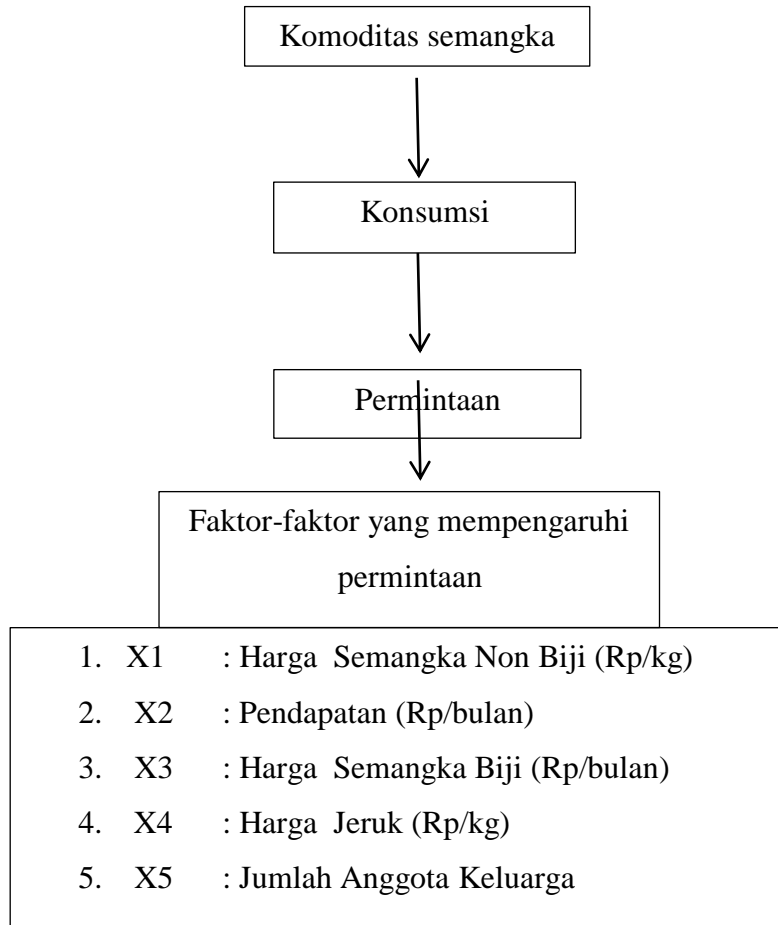 Komoditas semangka
Konsumsi
Permintaan
Faktor-faktor yang mempengaruhi
permintaan
1. X1 : Harga Semangka Non Biji (Rp/kg)
2. X2 : Pendapatan (Rp/bulan)
3. X3 : Harga Semangka Biji (Rp/bulan)
4. X4 : Harga Jeruk (Rp/kg)
5. X5 : Jumlah Anggota Keluarga